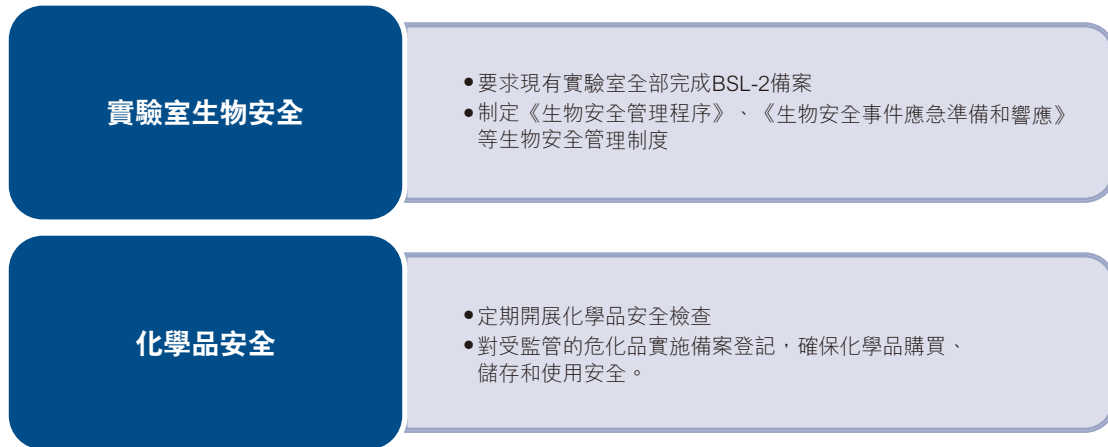 實驗室生物安全
•要求現有實驗室全部完成BSL-2備案
•制定《生物安全管理程序》、《生物安全事件應急準備和響應》
等生物安全管理制度
化學品安全
•定期開展化學品安全檢查
•對受監管的危化品實施備案登記，確保化學品購買、
儲存和使用安全。